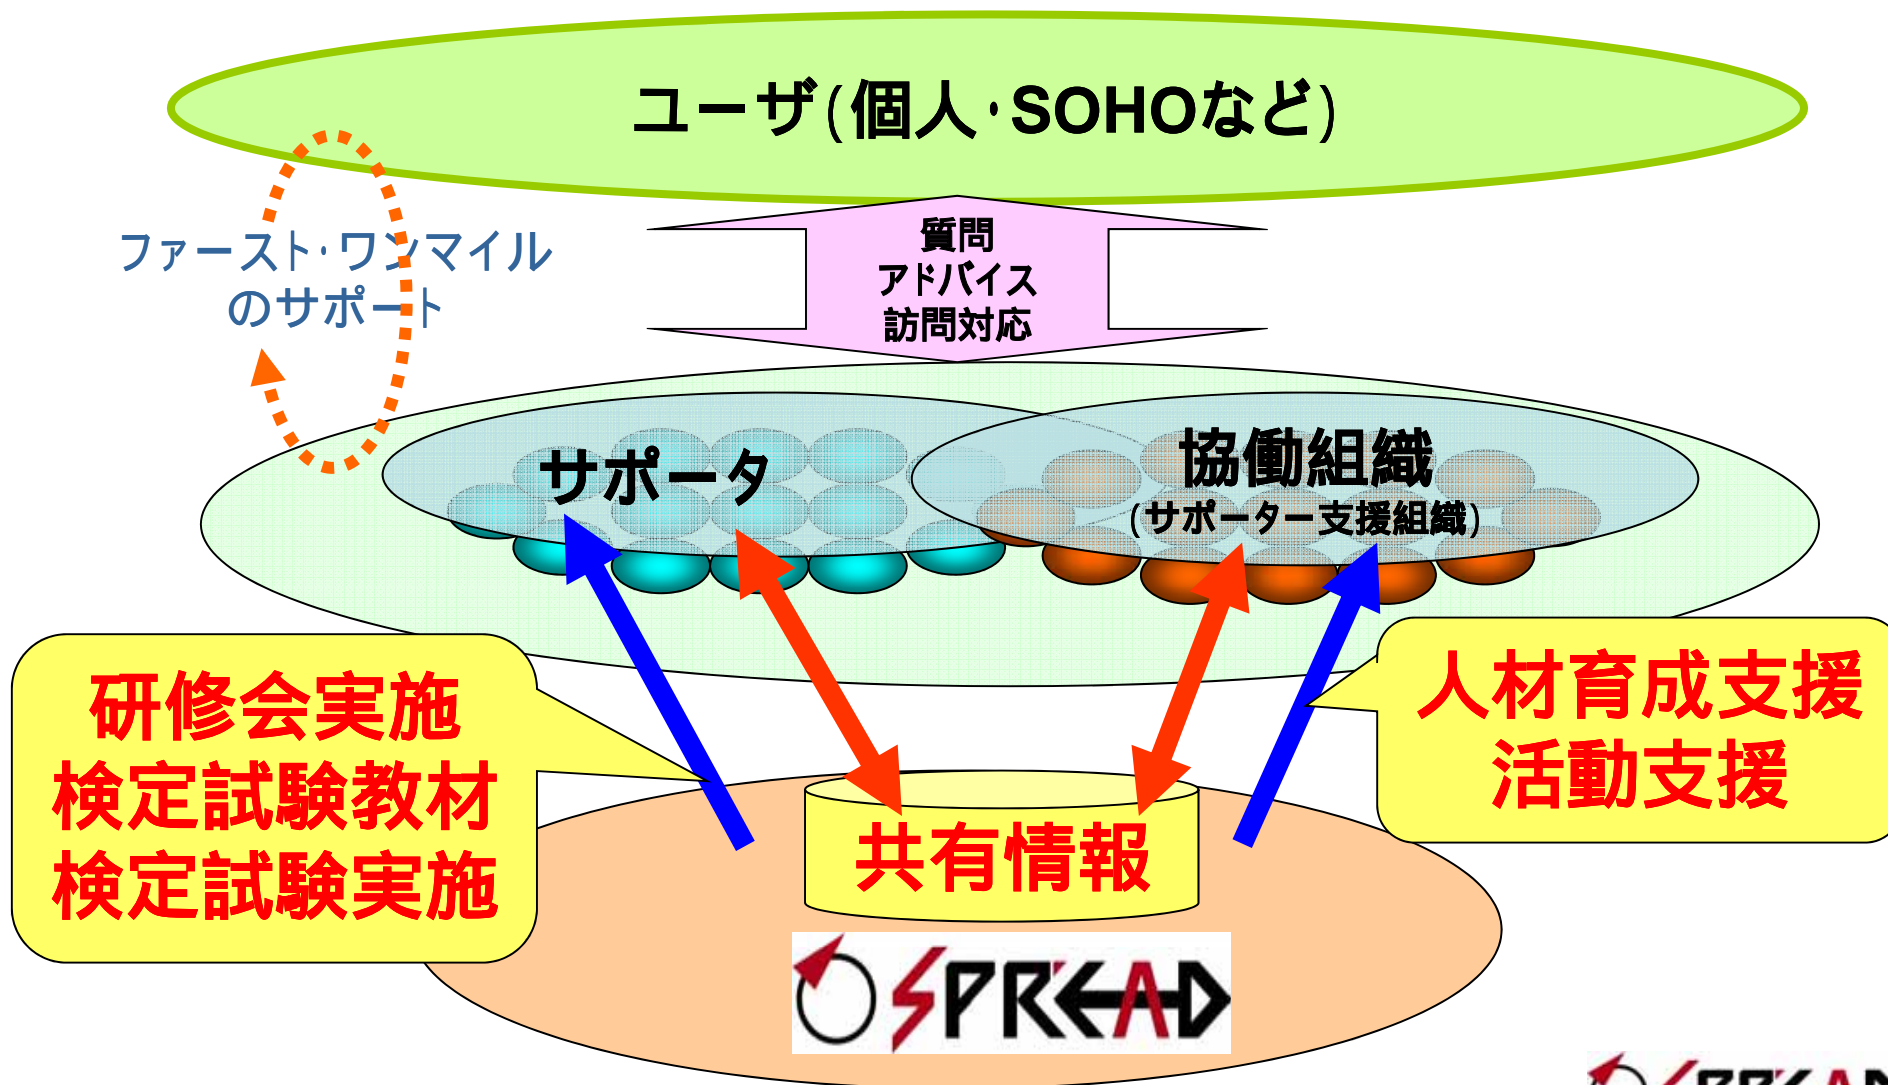 ユーザ(個人･SOHOなど)
ファースト･ワンマイル
のサポート
質問
アドバイス
訪問対応
サポータ
協働組織
(サポーター支援組織)
研修会実施
検定試験教材
検定試験実施
人材育成支援
活動支援
共有情報
SPREAD
SPREAD